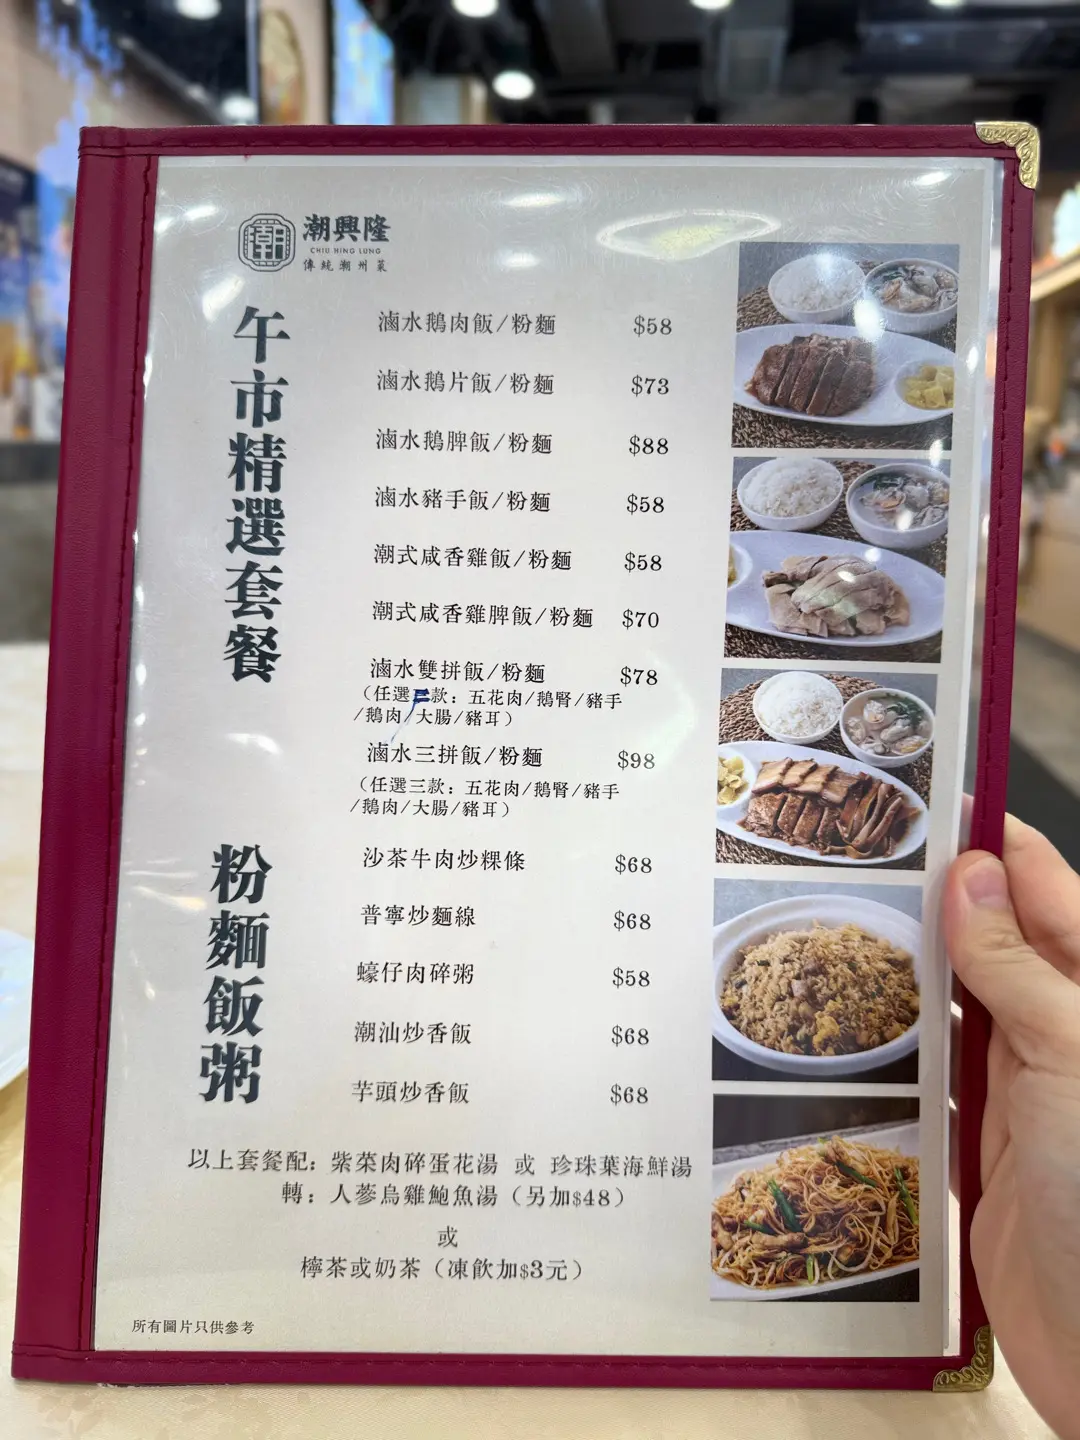 潮興隆
CHIU HING LUNG
傳統潮州菜
午市精選套餐
滷水鵝肉飯/粉麵 $58
滷水鵝片飯/粉麵 $73
滷水鵝脾飯/粉麵 $88
滷水豬手飯/粉麵 $58
潮式咸香雞飯/粉麵 $58
潮式咸香雞脾飯/粉麵 $70
滷水雙拼飯/粉麵 $78
（任選二款：五花肉/鵝腎/豬手
/鵝肉/大腸/豬耳）
滷水三拼飯/粉麵 $98
（任選三款：五花肉/鵝腎/豬手
/鵝肉/大腸/豬耳）
粉麵飯粥
沙茶牛肉炒粿條 $68
普寧炒麵線 $68
蠔仔肉碎粥 $58
潮汕炒香飯 $68
芋頭炒香飯 $68
以上套餐配：紫菜肉碎蛋花湯 或 珍珠葉海鮮湯
轉：人蔘烏雞鮑魚湯（另加$48）
或
檸茶或奶茶（凍飲加$3元）
所有圖片只供參考